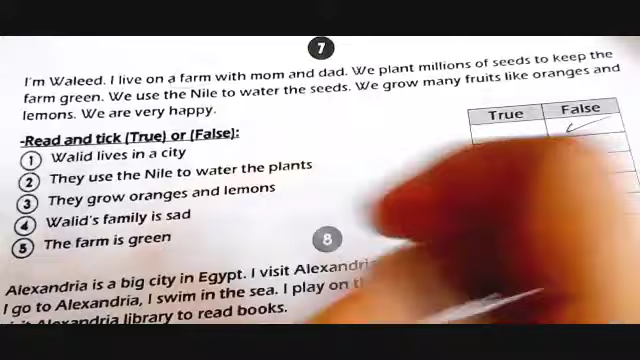 7
I'm Waleed. I live on a farm with mom and dad. We plant millions of seeds to keep the
farm green. We use the Nile to water the seeds. We grow many fruits like oranges and
lemons. We are very happy.
True False
-Read and tick (True) or (False):
1 Walid lives in a city
2 They use the Nile to water the plants
3 They grow oranges and lemons
4 Walid's family is sad
5 The farm is green
8
Alexandria is a big city in Egypt. I visit Alexandria
I go to Alexandria, I swim in the sea. I play on
Alexandria library to read books.